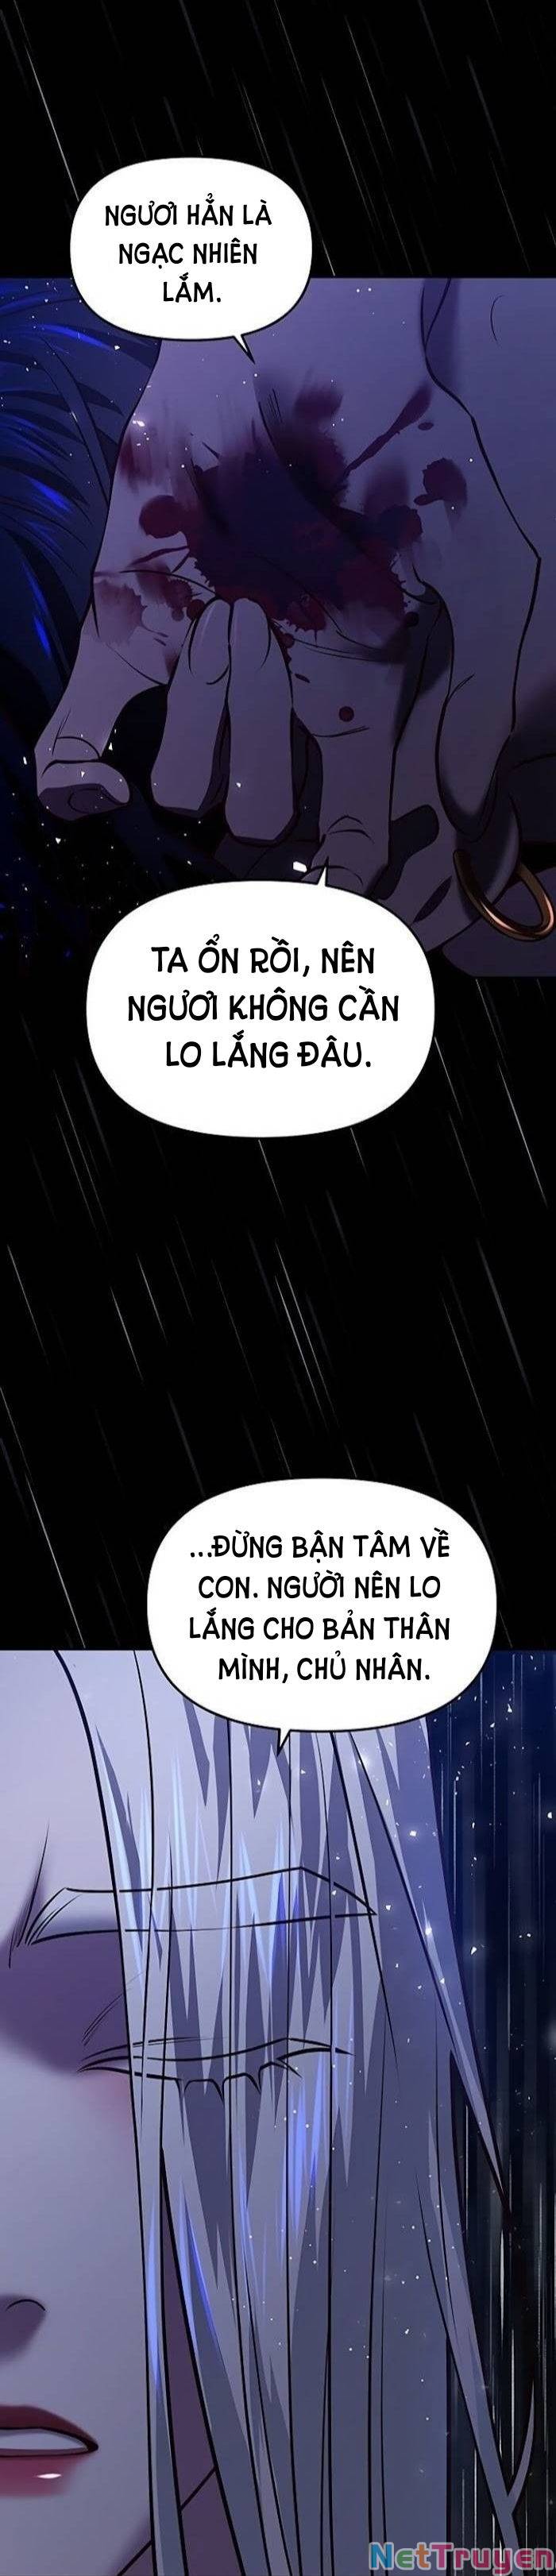 NGƯƠI HẲN LÀ
NGẠC NHIÊN
LẮM.
TA ỔN RỒI, NÊN
NGƯƠI KHÔNG CẦN
LO LẮNG ĐÂU.
...ĐỪNG BẬN TÂM VỀ
CON. NGƯỜI NÊN LO
LẮNG CHO BẢN THÂN
MÌNH, CHỦ NHÂN.
NetTruyen